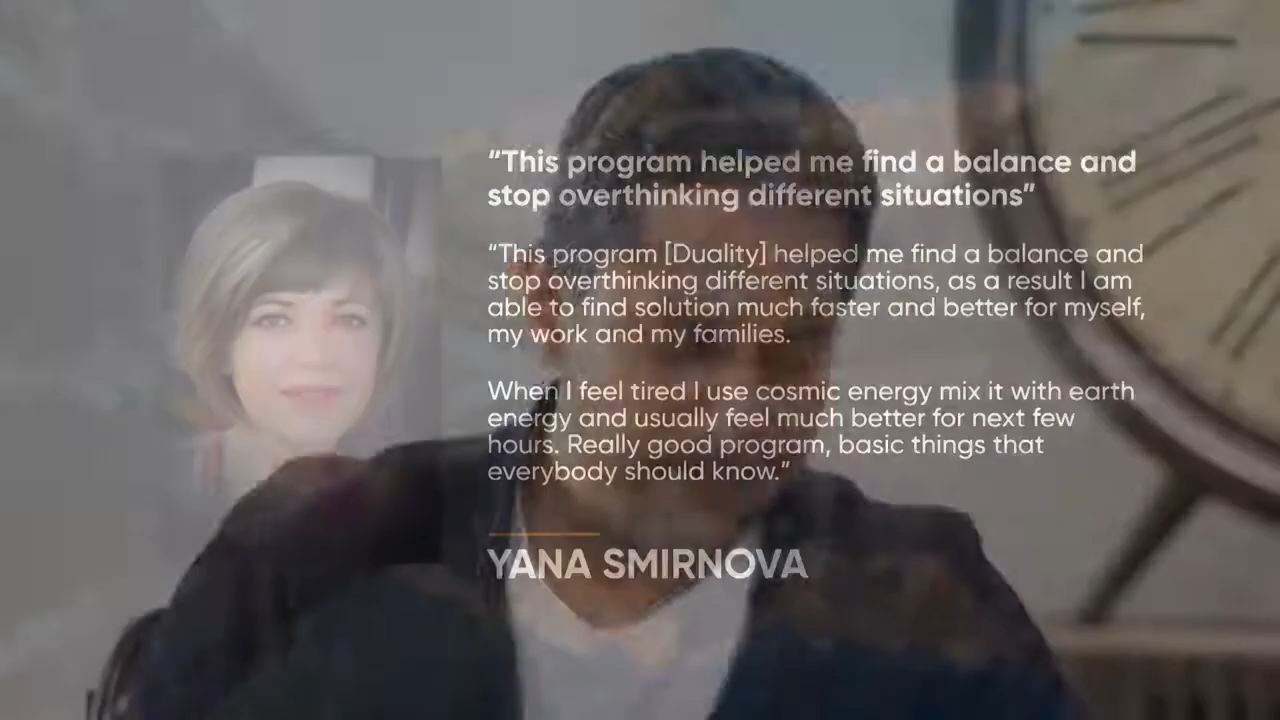 “This program helped me find a balance and
stop overthinking different situations”
“This program [Duality] helped me find a balance and
stop overthinking different situations, as a result I am
able to find solution much faster and better for myself,
my work and my families.
When I feel tired I use cosmic energy mix it with earth
energy and usually feel much better for next few
hours. Really good program, basic things that
everybody should know.”
YANA SMIRNOVA